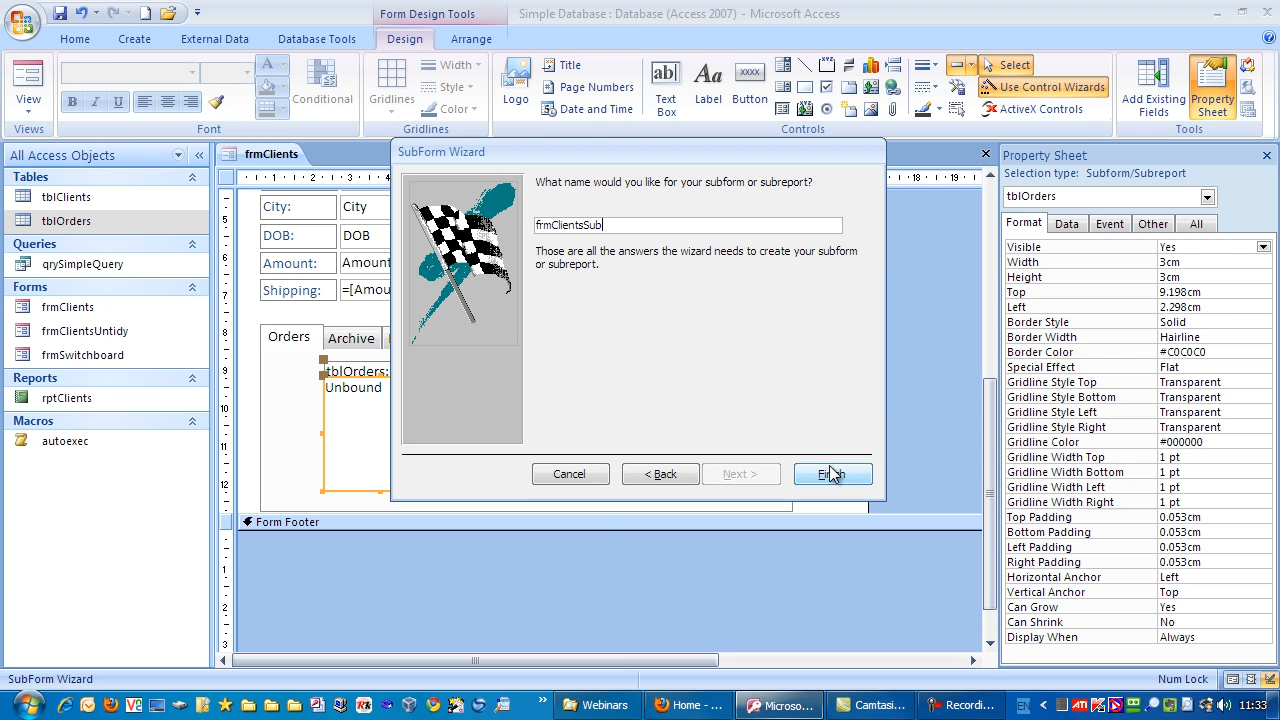 Form Design Tools
Simple Database : Database (Access 20... - Microsoft Access
Home
Create
External Data
Database Tools
Design
Arrange
View
Views
B I U
Conditional
Font
Gridlines
Width
Style
Color
Gridlines
Logo
Title
Page Numbers
Date and Time
ab|
Text
Box
Aa
Label
xxxx
Button
Select
Use Control Wizards
ActiveX Controls
Controls
Add Existing
Fields
Property
Sheet
Tools
All Access Objects
Tables
tblClients
tblOrders
Queries
qrySimpleQuery
Forms
frmClients
frmClientsUntidy
frmSwitchboard
Reports
rptClients
Macros
autoexec
frmClients
City:
City
DOB:
DOB
Amount:
Amount
Shipping:
=[Amou
Orders
Archive
tblOrders:
Unbound
Form Footer
SubForm Wizard
What name would you like for your subform or subreport?
frmClientsSub
Those are all the answers the wizard needs to create your subform
or subreport.
Cancel
< Back
Next >
Finish
Property Sheet
Selection type: Subform/Subreport
tblOrders
Format
Data
Event
Other
All
Visible Yes
Width 3cm
Height 3cm
Top 9.198cm
Left 2.298cm
Border Style Solid
Border Width Hairline
Border Color #C0C0C0
Special Effect Flat
Gridline Style Top Transparent
Gridline Style Bottom Transparent
Gridline Style Left Transparent
Gridline Style Right Transparent
Gridline Color #000000
Gridline Width Top 1 pt
Gridline Width Bottom 1 pt
Gridline Width Left 1 pt
Gridline Width Right 1 pt
Top Padding 0.053cm
Bottom Padding 0.053cm
Left Padding 0.053cm
Right Padding 0.053cm
Horizontal Anchor Left
Vertical Anchor Top
Can Grow Yes
Can Shrink No
Display When Always
SubForm Wizard
Num Lock
Webinars
Home - ...
Microso...
Camtasi...
Recordi...
EN
11:33